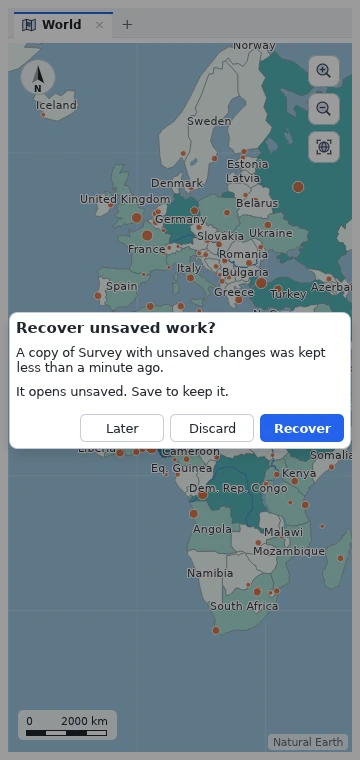 World × +
Norway
N
Iceland
Sweden
Estonia
Latvia
Denmark
United Kingdom
Belarus
Germany
Ukraine
Slovakia
France
Romania
Italy
Bulgaria
Spain
Greece
Turkey
Azerba
Recover unsaved work?
A copy of Survey with unsaved changes was kept
less than a minute ago.
It opens unsaved. Save to keep it.
Later
Discard
Recover
Liberia
Cameroon
Somalia
Eq. Guinea
Kenya
Dem. Rep. Congo
Angola
Malawi
Mozambique
Namibia
South Africa
0 2000 km
Natural Earth